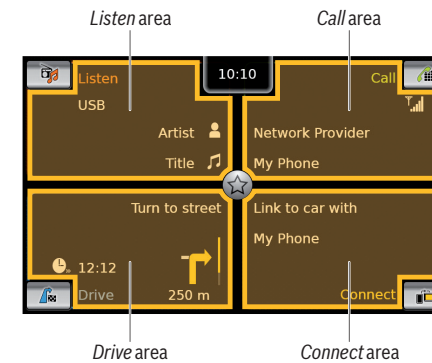 Listen area Call area
Listen 10:10 Call
USB
Artist Network Provider
Title My Phone
Turn to street Link to car with
My Phone
12:12
Drive 250 m Connect
Drive area Connect area